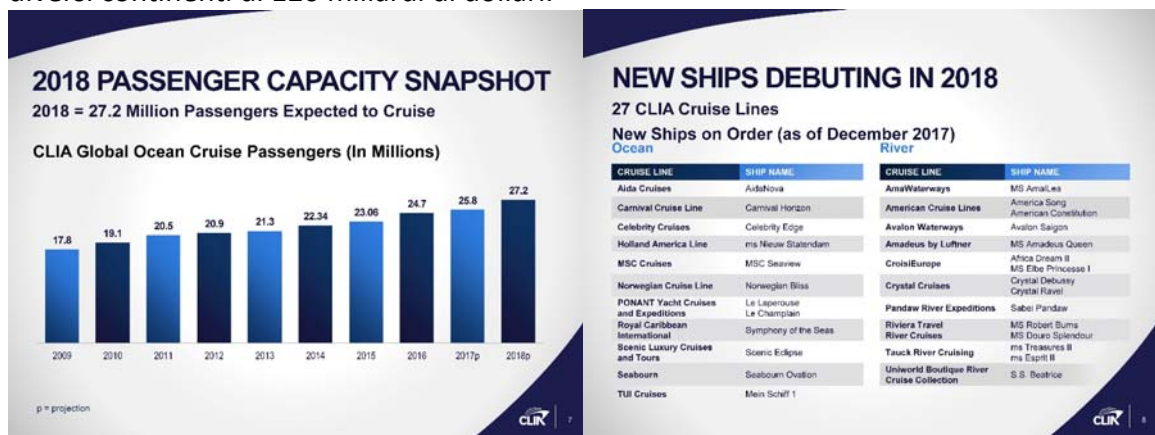 diversi continenti di 126 miliardi di dollari.
2018 PASSENGER CAPACITY SNAPSHOT
2018 = 27.2 Million Passengers Expected to Cruise
CLIA Global Ocean Cruise Passengers (In Millions)
17.8
19.1
20.5
20.9
21.3
22.34
23.06
24.7
25.8
27.2
2009
2010
2011
2012
2013
2014
2015
2016
2017p
2018p
p = projection
CLIA
7
NEW SHIPS DEBUTING IN 2018
27 CLIA Cruise Lines
New Ships on Order (as of December 2017)
Ocean
CRUISE LINE SHIP NAME
Aida Cruises AidaNova
Carnival Cruise Line Carnival Horizon
Celebrity Cruises Celebrity Edge
Holland America Line ms Nieuw Statendam
MSC Cruises MSC Seaview
Norwegian Cruise Line Norwegian Bliss
PONANT Yacht Cruises Le Laperouse
and Expeditions Le Champlain
Royal Caribbean
International Symphony of the Seas
Scenic Luxury Cruises
and Tours Scenic Eclipse
Seabourn Seabourn Ovation
TUI Cruises Mein Schiff 1
River
CRUISE LINE SHIP NAME
AmaWaterways MS AmaLea
American Cruise Lines America Song
American Constitution
Avalon Waterways Avalon Saigon
Amadeus by Luftner MS Amadeus Queen
CroisiEurope Africa Dream II
MS Elbe Princesse I
Crystal Cruises Crystal Debussy
Crystal Ravel
Pandaw River Expeditions Sabei Pandaw
Riviera Travel MS Robert Burns
River Cruises MS Douro Splendour
Tauck River Cruising ms Treasures II
ms Esprit II
Uniworld Boutique River
Cruise Collection S.S. Beatrice
CLIA
8